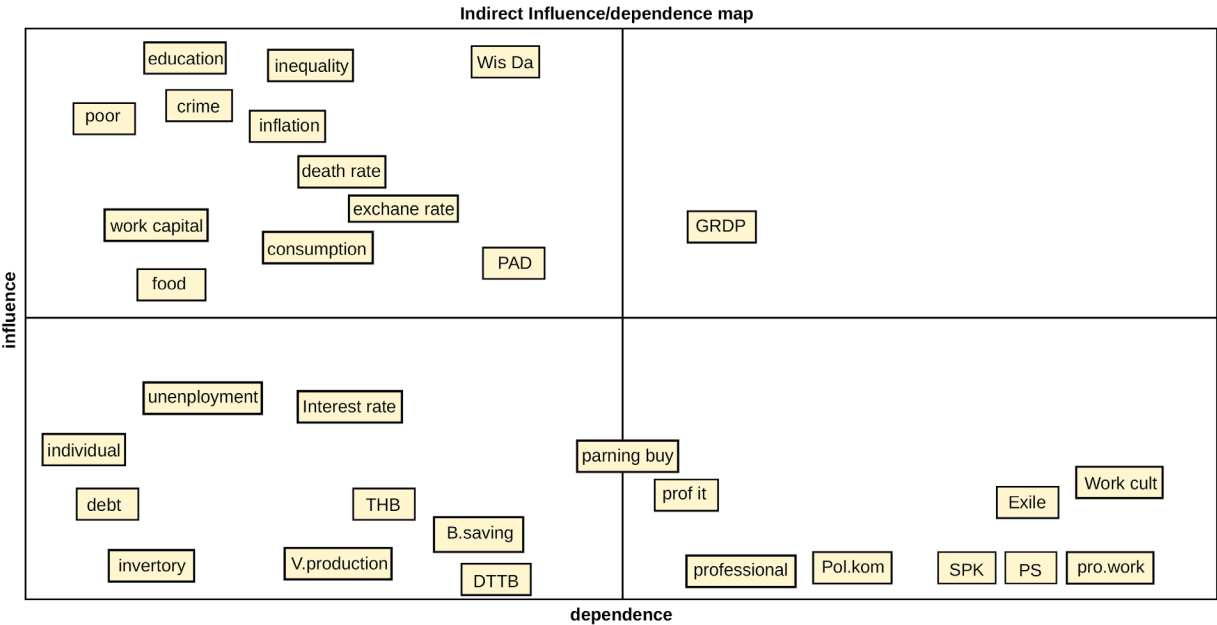 Indirect Influence/dependence map
education
inequality
Wis Da
crime
poor
inflation
death rate
exchane rate
work capital
GRDP
consumption
PAD
food
influence
unenployment
Interest rate
individual
parning buy
Work cult
prof it
Exile
debt
THB
B.saving
invertory
V.production
DTTB
professional
Pol.kom
SPK
PS
pro.work
dependence